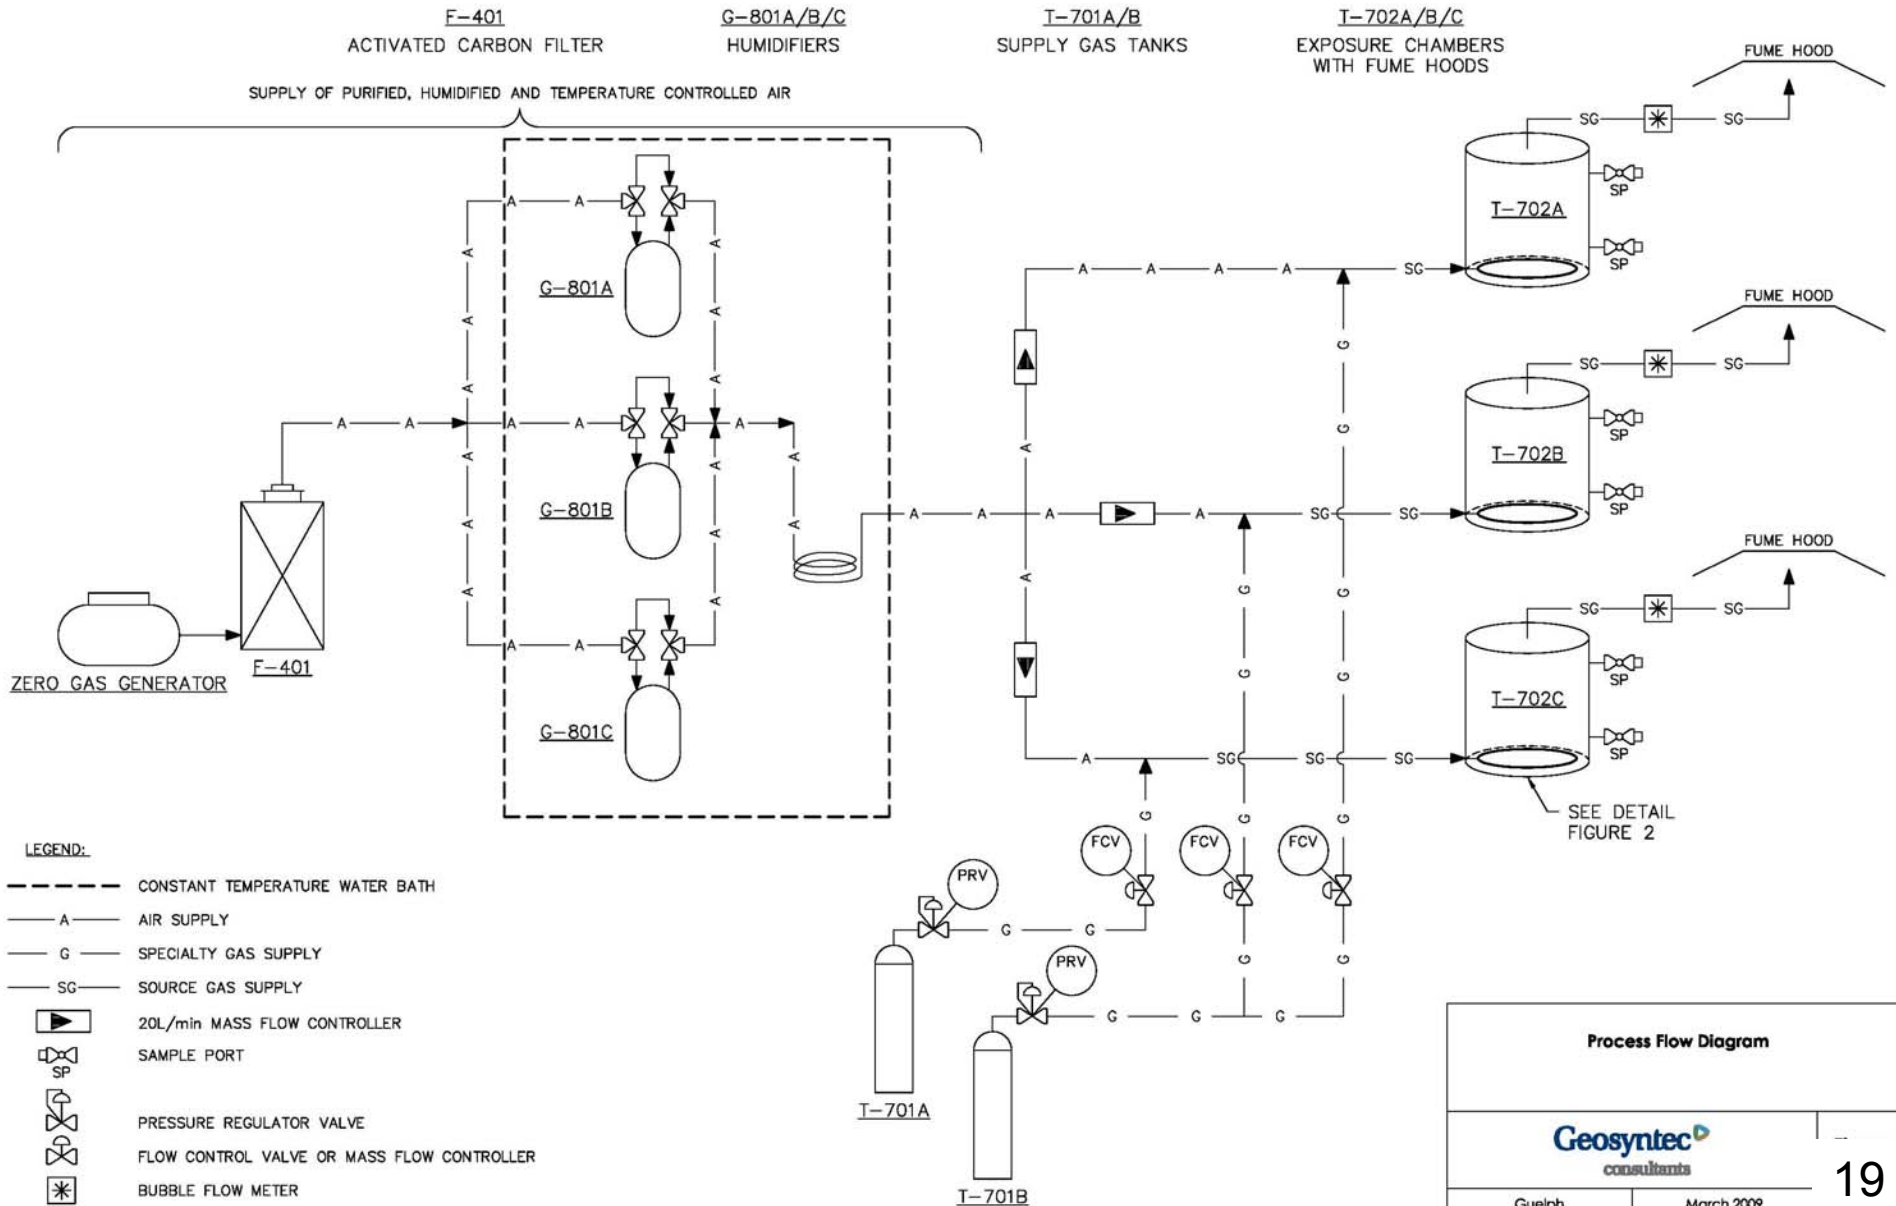 F-401
ACTIVATED CARBON FILTER
G-801A/B/C
HUMIDIFIERS
T-701A/B
SUPPLY GAS TANKS
T-702A/B/C
EXPOSURE CHAMBERS
WITH FUME HOODS
SUPPLY OF PURIFIED, HUMIDIFIED AND TEMPERATURE CONTROLLED AIR
FUME HOOD
SG
SG
T-702A
SP
SP
A
A
A
A
A
A
A
A
A
A
A
A
G-801A
A
A
A
A
SG
G
G
FUME HOOD
SG
SG
T-702B
SP
SP
A
A
A
A
A
A
A
A
A
A
A
A
A
G-801B
A
A
A
A
A
SG
SG
G
G
G
G
FUME HOOD
SG
SG
T-702C
SP
SP
A
A
G-801C
A
A
SG
SG
SG
G
G
G
SEE DETAIL
FIGURE 2
ZERO GAS GENERATOR
F-401
FCV
FCV
FCV
PRV
G
G
G
G
PRV
G
G
G
T-701A
T-701B
LEGEND:
CONSTANT TEMPERATURE WATER BATH
A AIR SUPPLY
G SPECIALTY GAS SUPPLY
SG SOURCE GAS SUPPLY
20L/min MASS FLOW CONTROLLER
SAMPLE PORT
SP
PRESSURE REGULATOR VALVE
FLOW CONTROL VALVE OR MASS FLOW CONTROLLER
BUBBLE FLOW METER
Process Flow Diagram
Geosyntec
consultants
Guelph
March 2009
19